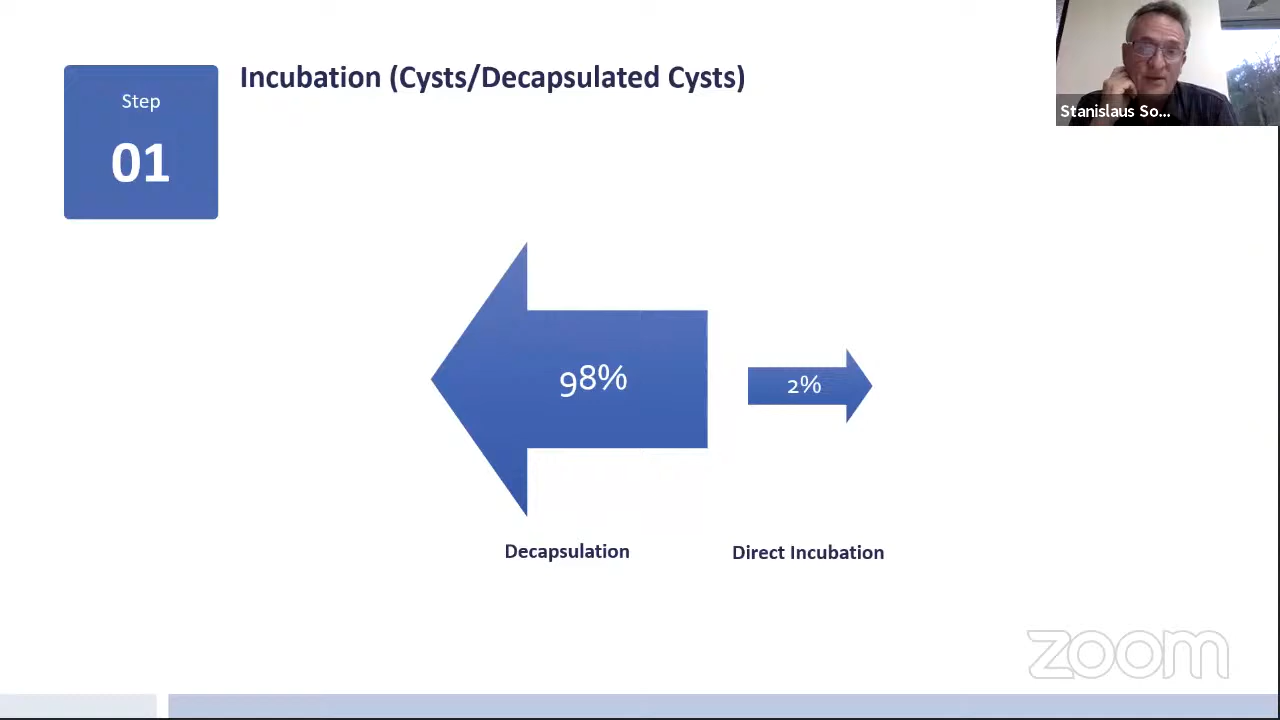 Step
01
Incubation (Cysts/Decapsulated Cysts)
Stanislaus So...
98%
2%
Decapsulation
Direct Incubation
zoom